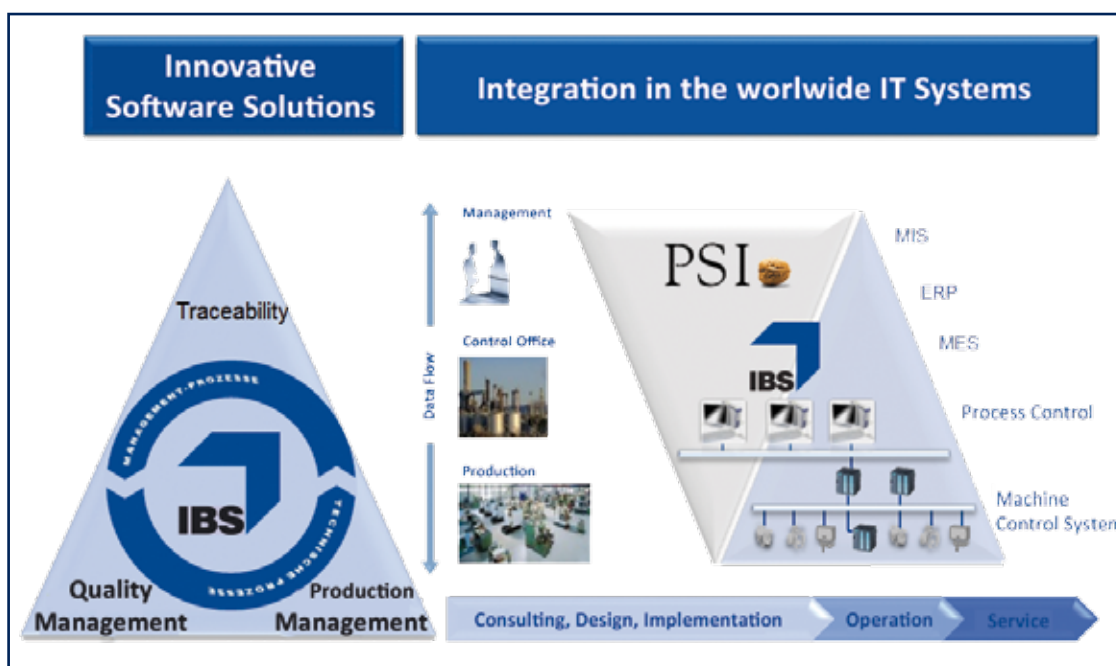 Innovative
Software Solutions
Integration in the worlwide IT Systems
Traceability
MANAGEMENT-PROZESSE
IBS
TECHNISCHE PROZESSE
Quality
Management
Production
Management
Data Flow
Management
Control Office
Production
PSI
IBS
MIS
ERP
MES
Process Control
Machine
Control System
Consulting, Design, Implementation
Operation
Service